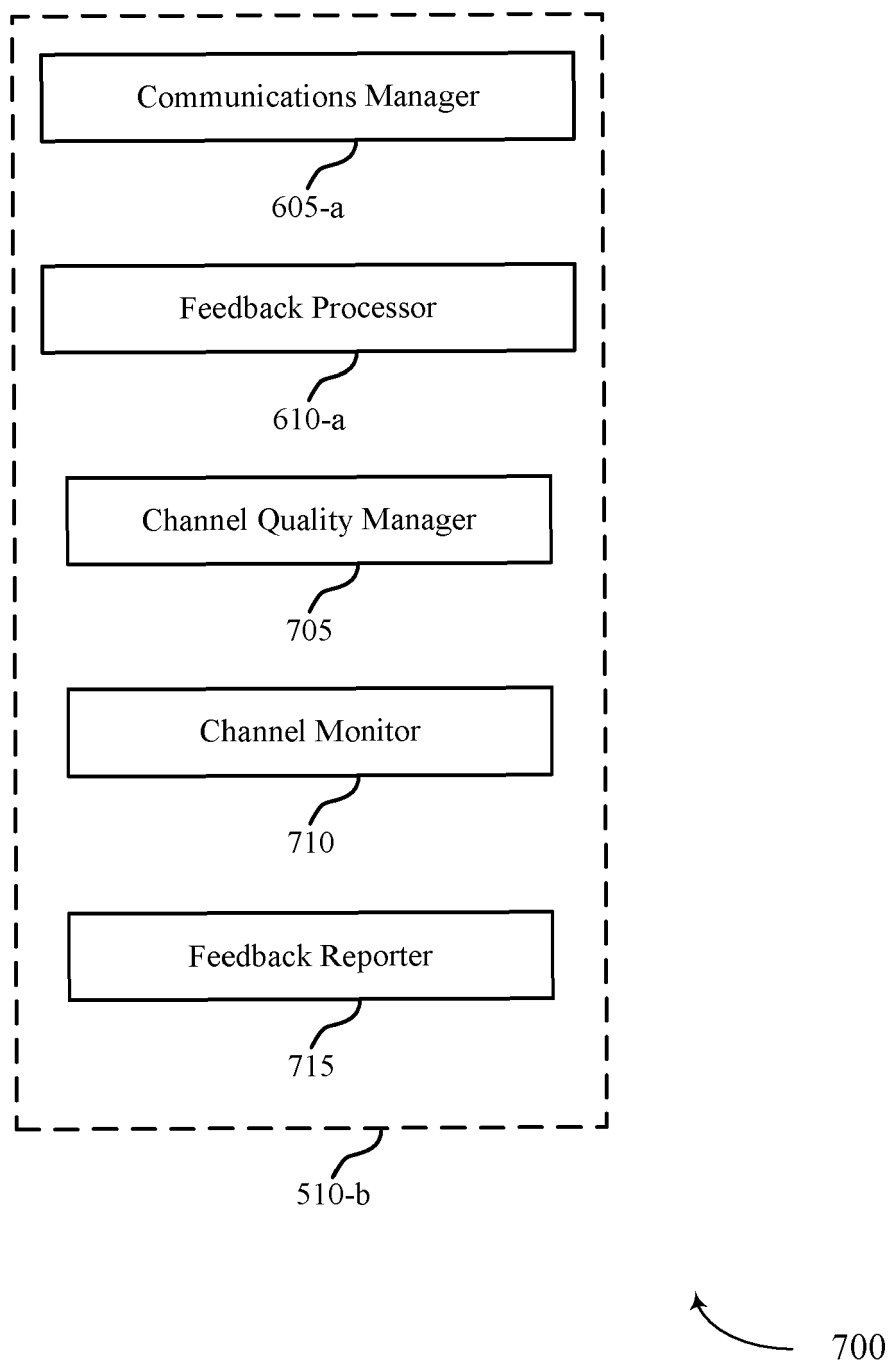 Communications Manager
605-a
Feedback Processor
610-a
Channel Quality Manager
705
Channel Monitor
710
Feedback Reporter
715
510-b
700